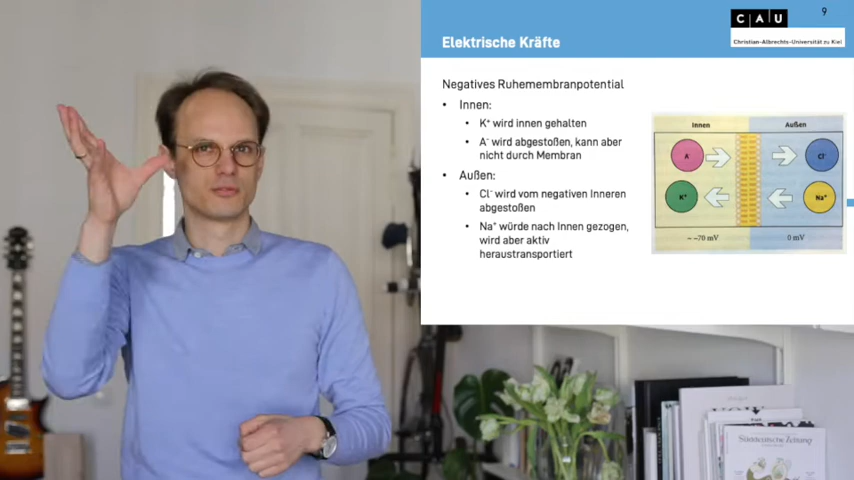 9
CAU
Christian-Albrechts-Universität zu Kiel
Elektrische Kräfte
Negatives Ruhemembranpotential
• Innen:
• K⁺ wird innen gehalten
• A⁻ wird abgestoßen, kann aber
nicht durch Membran
• Außen:
• Cl⁻ wird vom negativen Inneren
abgestoßen
• Na⁺ würde nach Innen gezogen,
wird aber aktiv
heraustransportiert
Innen Außen
A⁻ Cl⁻
K⁺ Na⁺
~ −70 mV 0 mV
Süddeutsche Zeitung